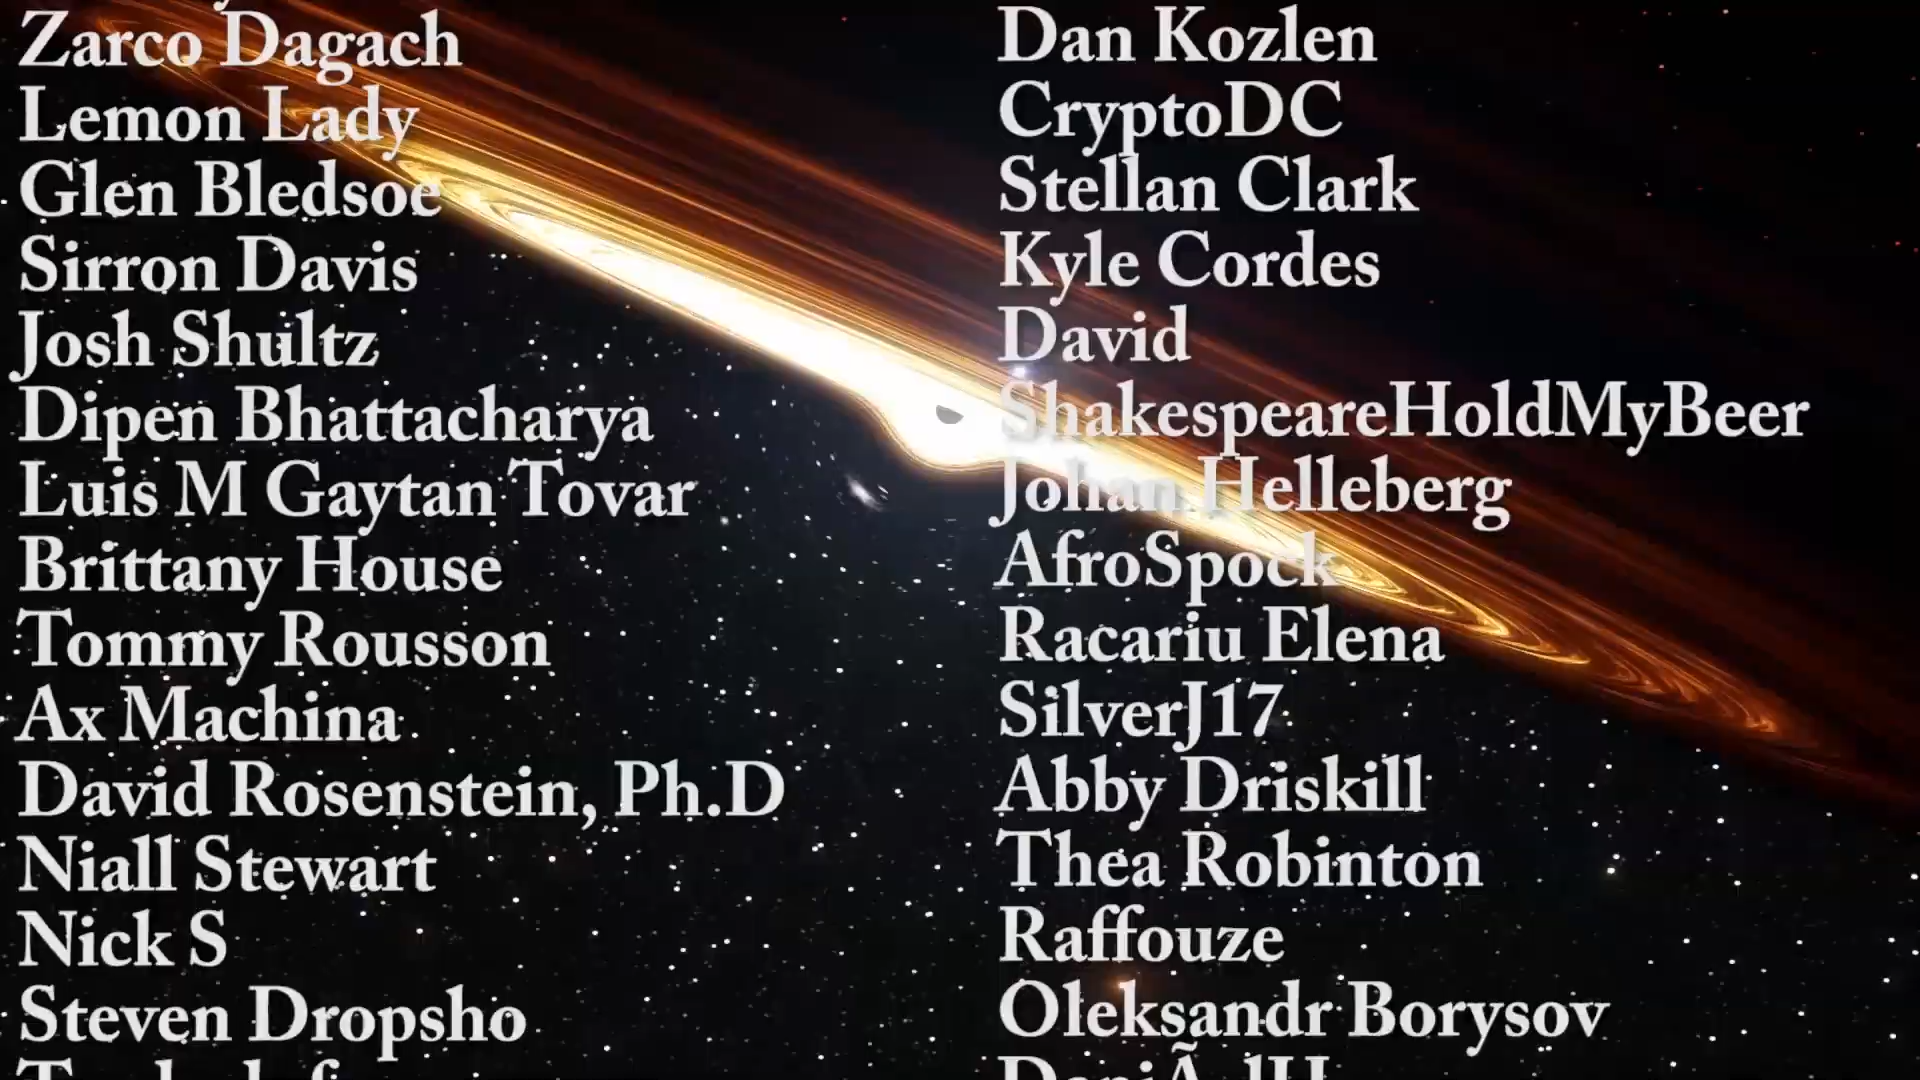 Zarco Dagach
Lemon Lady
Glen Bledsoe
Sirron Davis
Josh Shultz
Dipen Bhattacharya
Luis M Gaytan Tovar
Brittany House
Tommy Rousson
Ax Machina
David Rosenstein, Ph.D
Niall Stewart
Nick S
Steven Dropsho
Dan Kozlen
CryptoDC
Stellan Clark
Kyle Cordes
David
ShakespeareHoldMyBeer
Johan Helleberg
AfroSpock
Racariu Elena
SilverJ17
Abby Driskill
Thea Robinton
Raffouze
Oleksandr Borysov